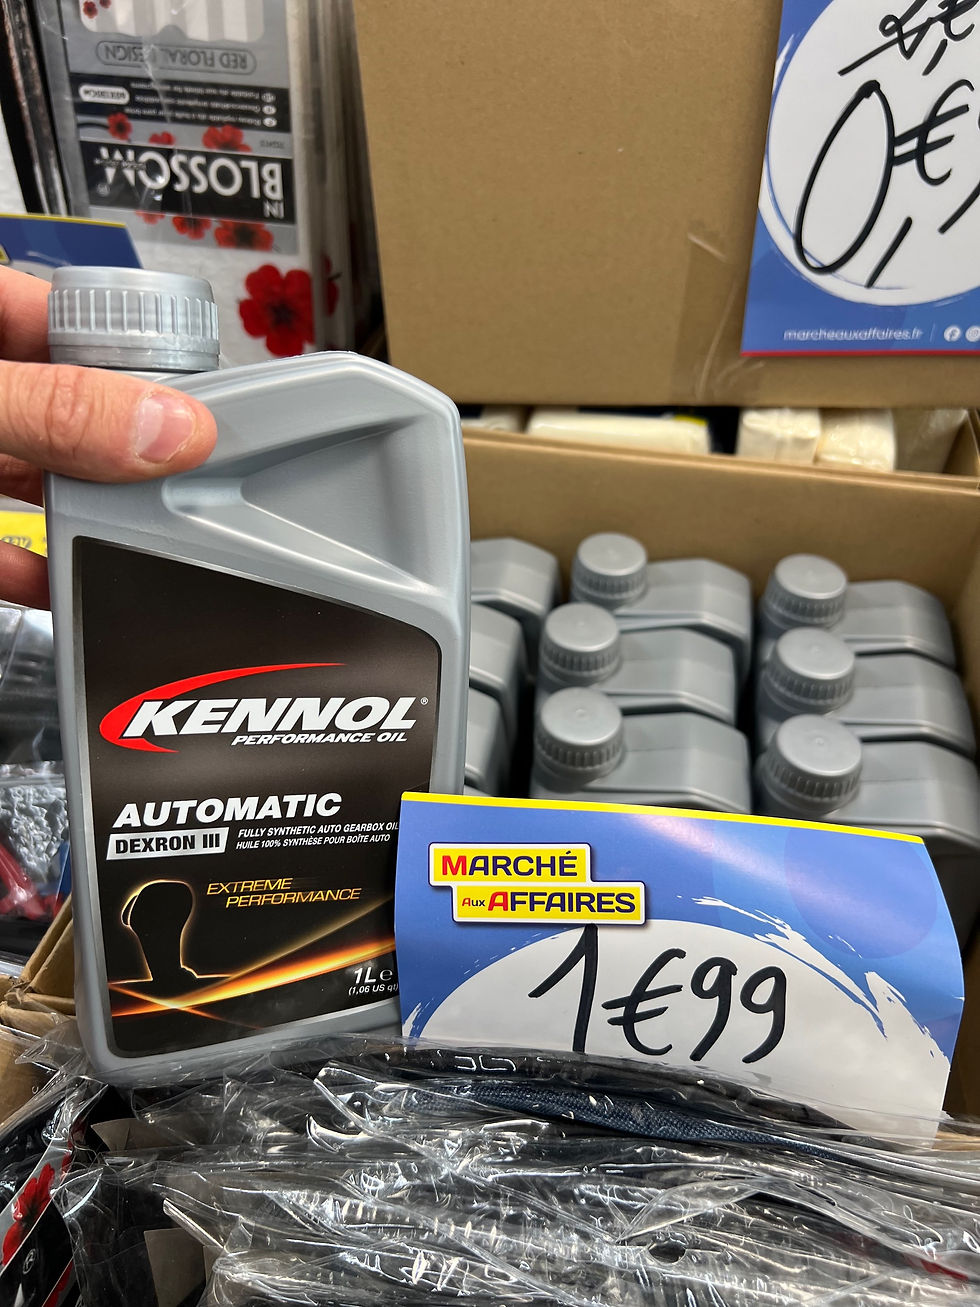 RED FLORAL DESIGN
IN
BLOSSOM
0,€
marcheauxaffaires.fr
KENNOL®
PERFORMANCE OIL
AUTOMATIC
DEXRON III
FULLY SYNTHETIC AUTO GEARBOX OIL
HUILE 100% SYNTHÈSE POUR BOÎTE AUTO
EXTREME
PERFORMANCE
1L e
(1,06 US qt)
MARCHÉ
Aux AFFAIRES
1€99